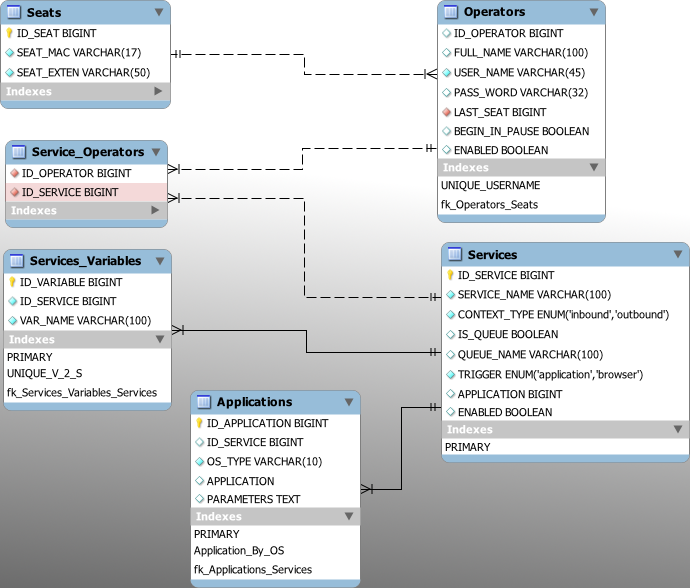 Seats
ID_SEAT BIGINT
SEAT_MAC VARCHAR(17)
SEAT_EXTEN VARCHAR(50)
Indexes
Operators
ID_OPERATOR BIGINT
FULL_NAME VARCHAR(100)
USER_NAME VARCHAR(45)
PASS_WORD VARCHAR(32)
LAST_SEAT BIGINT
BEGIN_IN_PAUSE BOOLEAN
ENABLED BOOLEAN
Indexes
UNIQUE_USERNAME
fk_Operators_Seats
Service_Operators
ID_OPERATOR BIGINT
ID_SERVICE BIGINT
Indexes
Services_Variables
ID_VARIABLE BIGINT
ID_SERVICE BIGINT
VAR_NAME VARCHAR(100)
Indexes
PRIMARY
UNIQUE_V_2_S
fk_Services_Variables_Services
Services
ID_SERVICE BIGINT
SERVICE_NAME VARCHAR(100)
CONTEXT_TYPE ENUM('inbound','outbound')
IS_QUEUE BOOLEAN
QUEUE_NAME VARCHAR(100)
TRIGGER ENUM('application','browser')
APPLICATION BIGINT
ENABLED BOOLEAN
Indexes
PRIMARY
Applications
ID_APPLICATION BIGINT
ID_SERVICE BIGINT
OS_TYPE VARCHAR(10)
APPLICATION
PARAMETERS TEXT
Indexes
PRIMARY
Application_By_OS
fk_Applications_Services